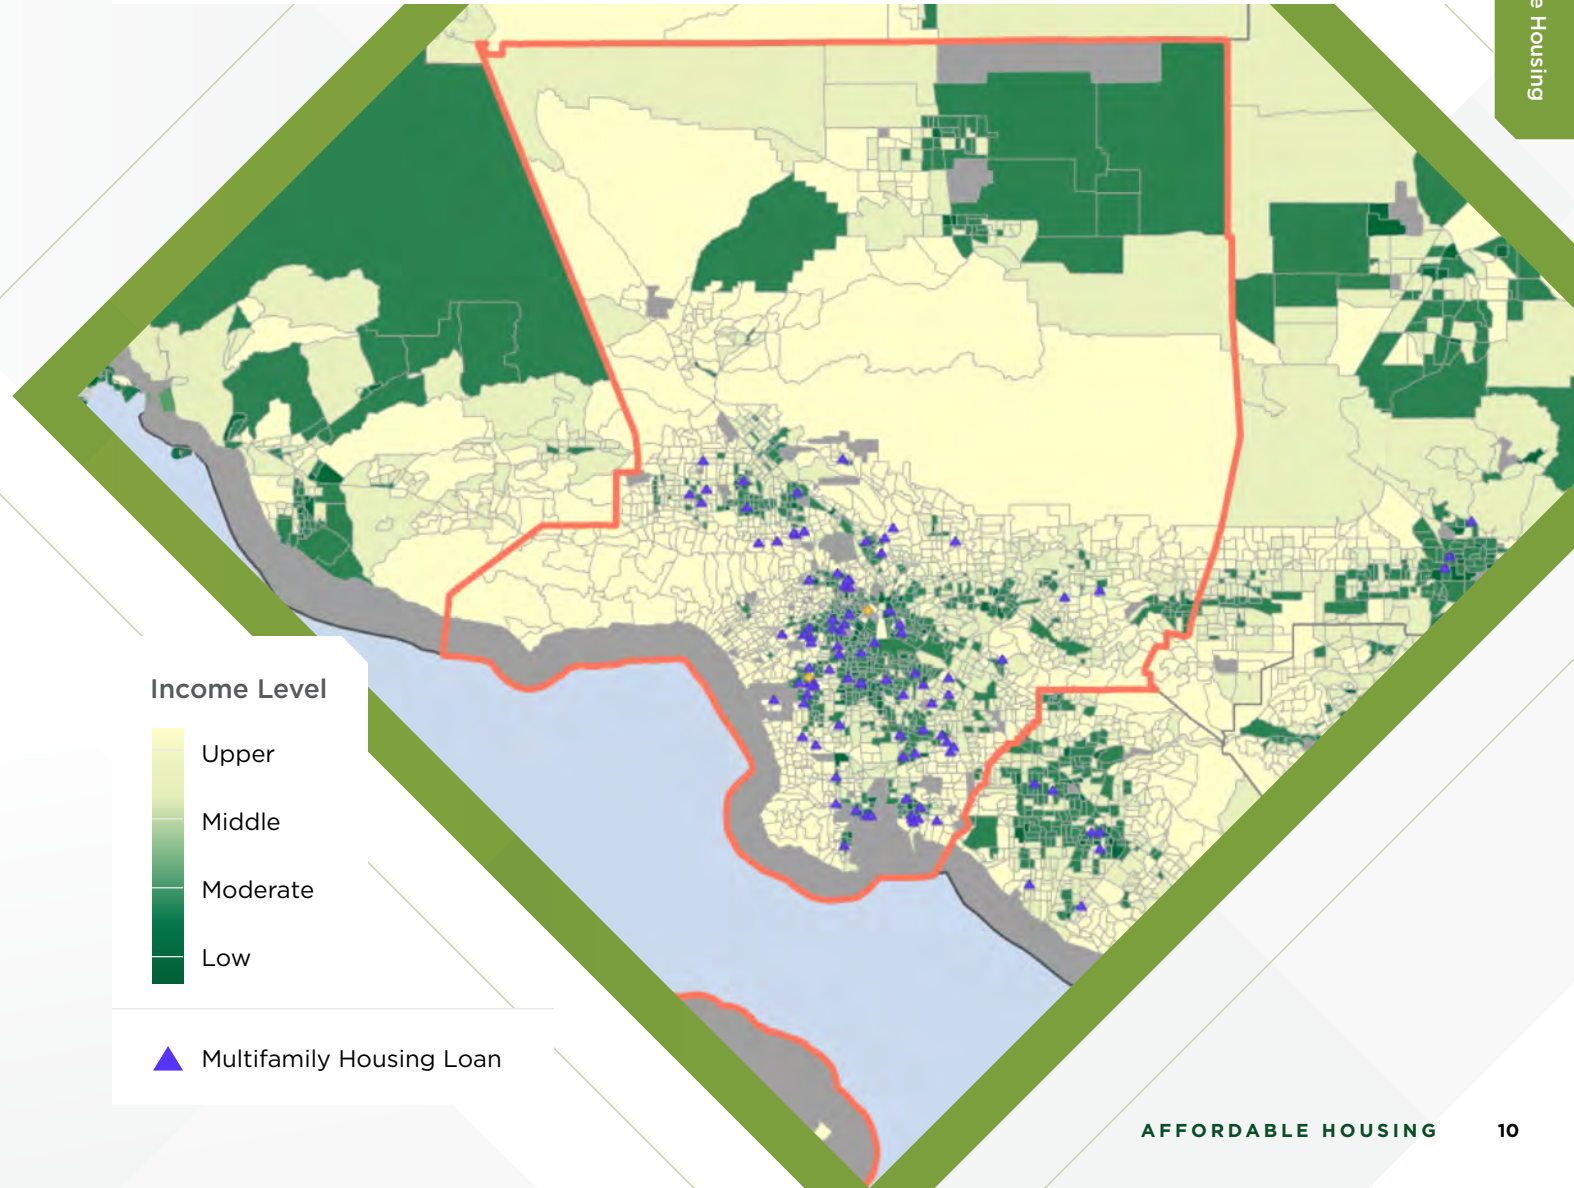 e Housing
Income Level
Upper
Middle
Moderate
Low
Multifamily Housing Loan
AFFORDABLE HOUSING 10